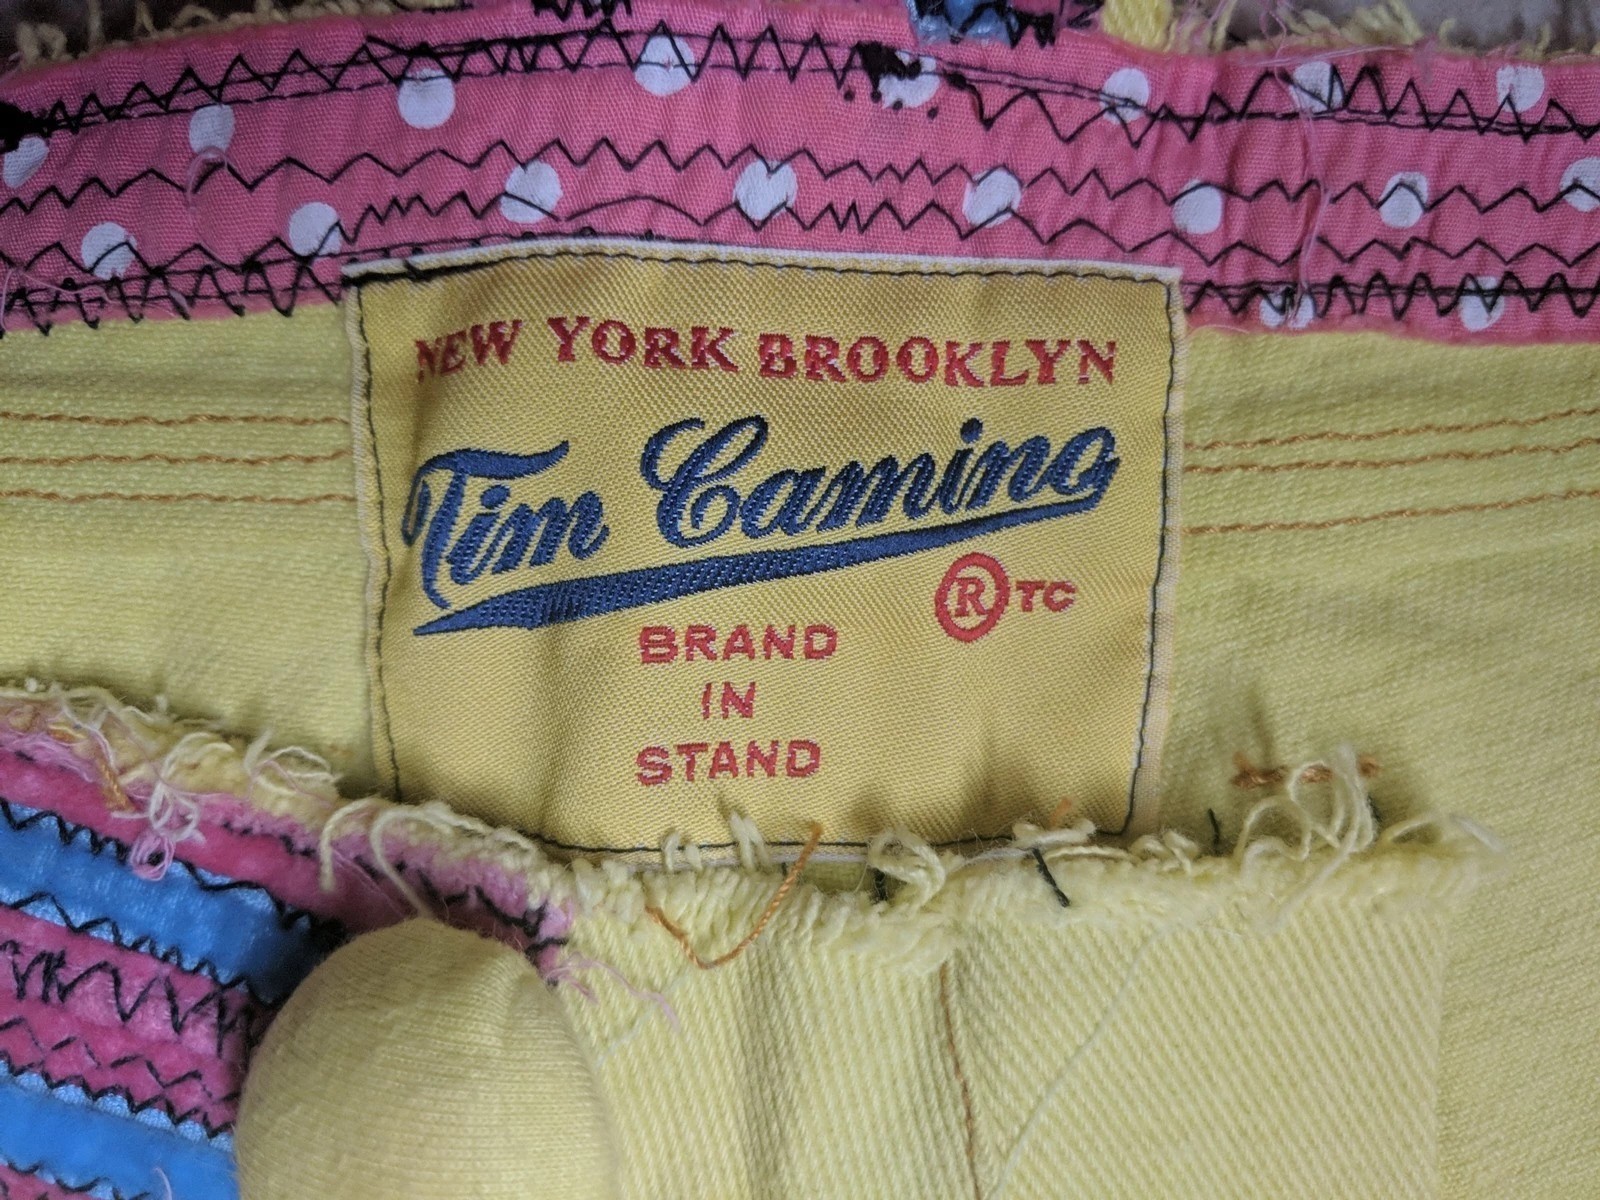 NEW YORK BROOKLYN
Tim Camino
® TC
BRAND
IN
STAND